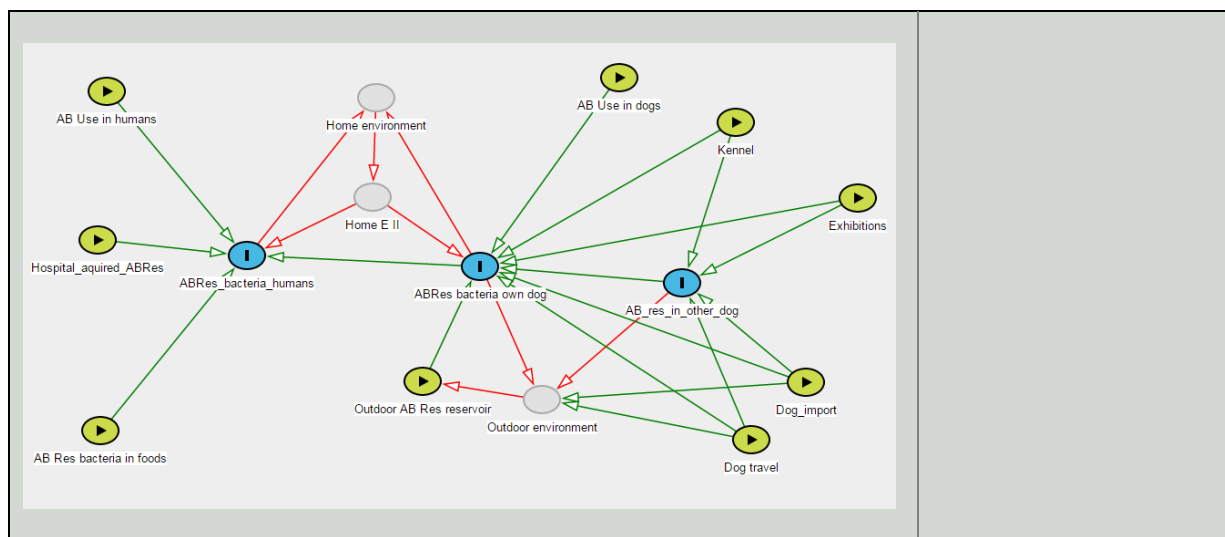 AB Use in humans
Home environment
AB Use in dogs
Kennel
Home E II
Exhibitions
Hospital_aquired_ABRes
ABRes_bacteria_humans
ABRes bacteria own dog
AB_res_in_other_dog
Outdoor AB Res reservoir
Dog_import
Outdoor environment
AB Res bacteria in foods
Dog travel